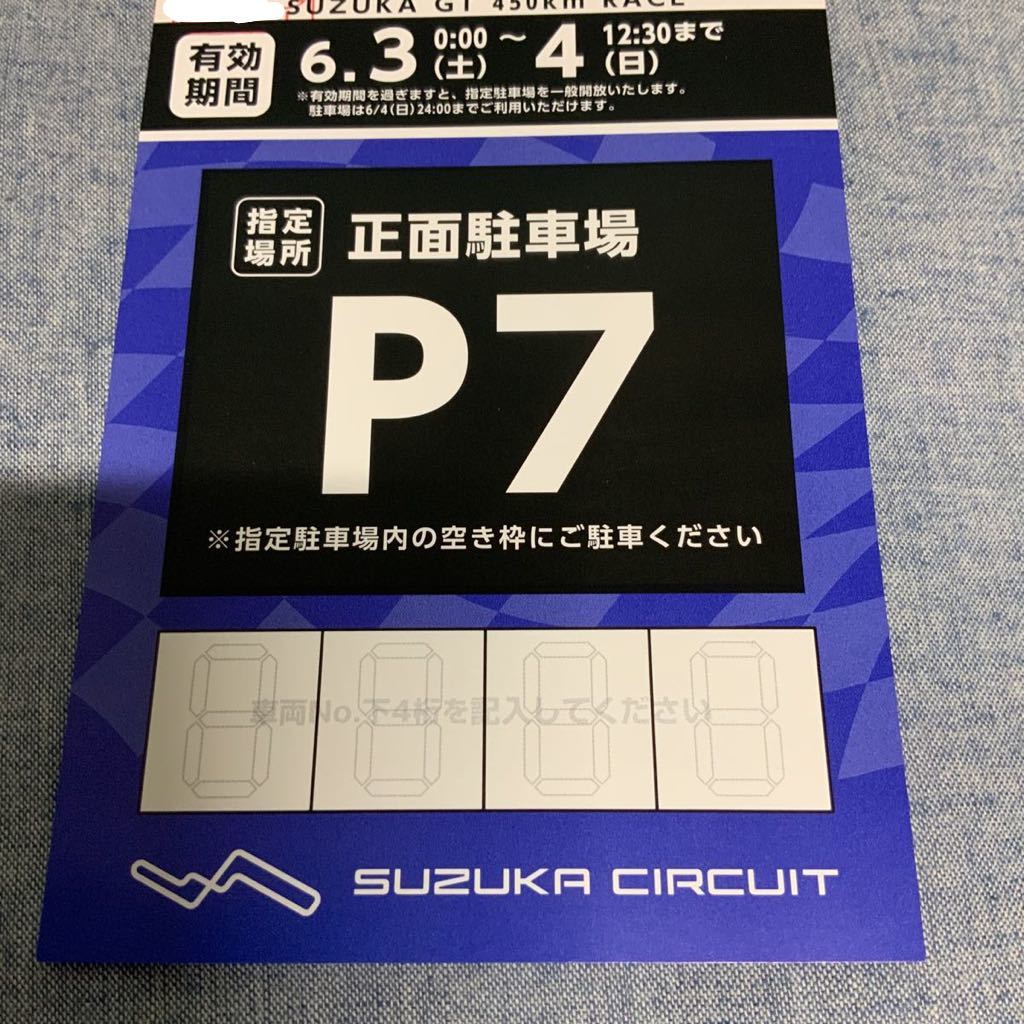 SUZUKA GT 450km RACE
有効期間
6.3(土) 0:00 〜 4(日) 12:30まで
※有効期間を過ぎますと、指定駐車場を一般開放いたします。
駐車場は6/4(日)24:00までご利用いただけます。
指定場所
正面駐車場
P7
※指定駐車場内の空き枠にご駐車ください
車両No.下4桁を記入してください
SUZUKA CIRCUIT